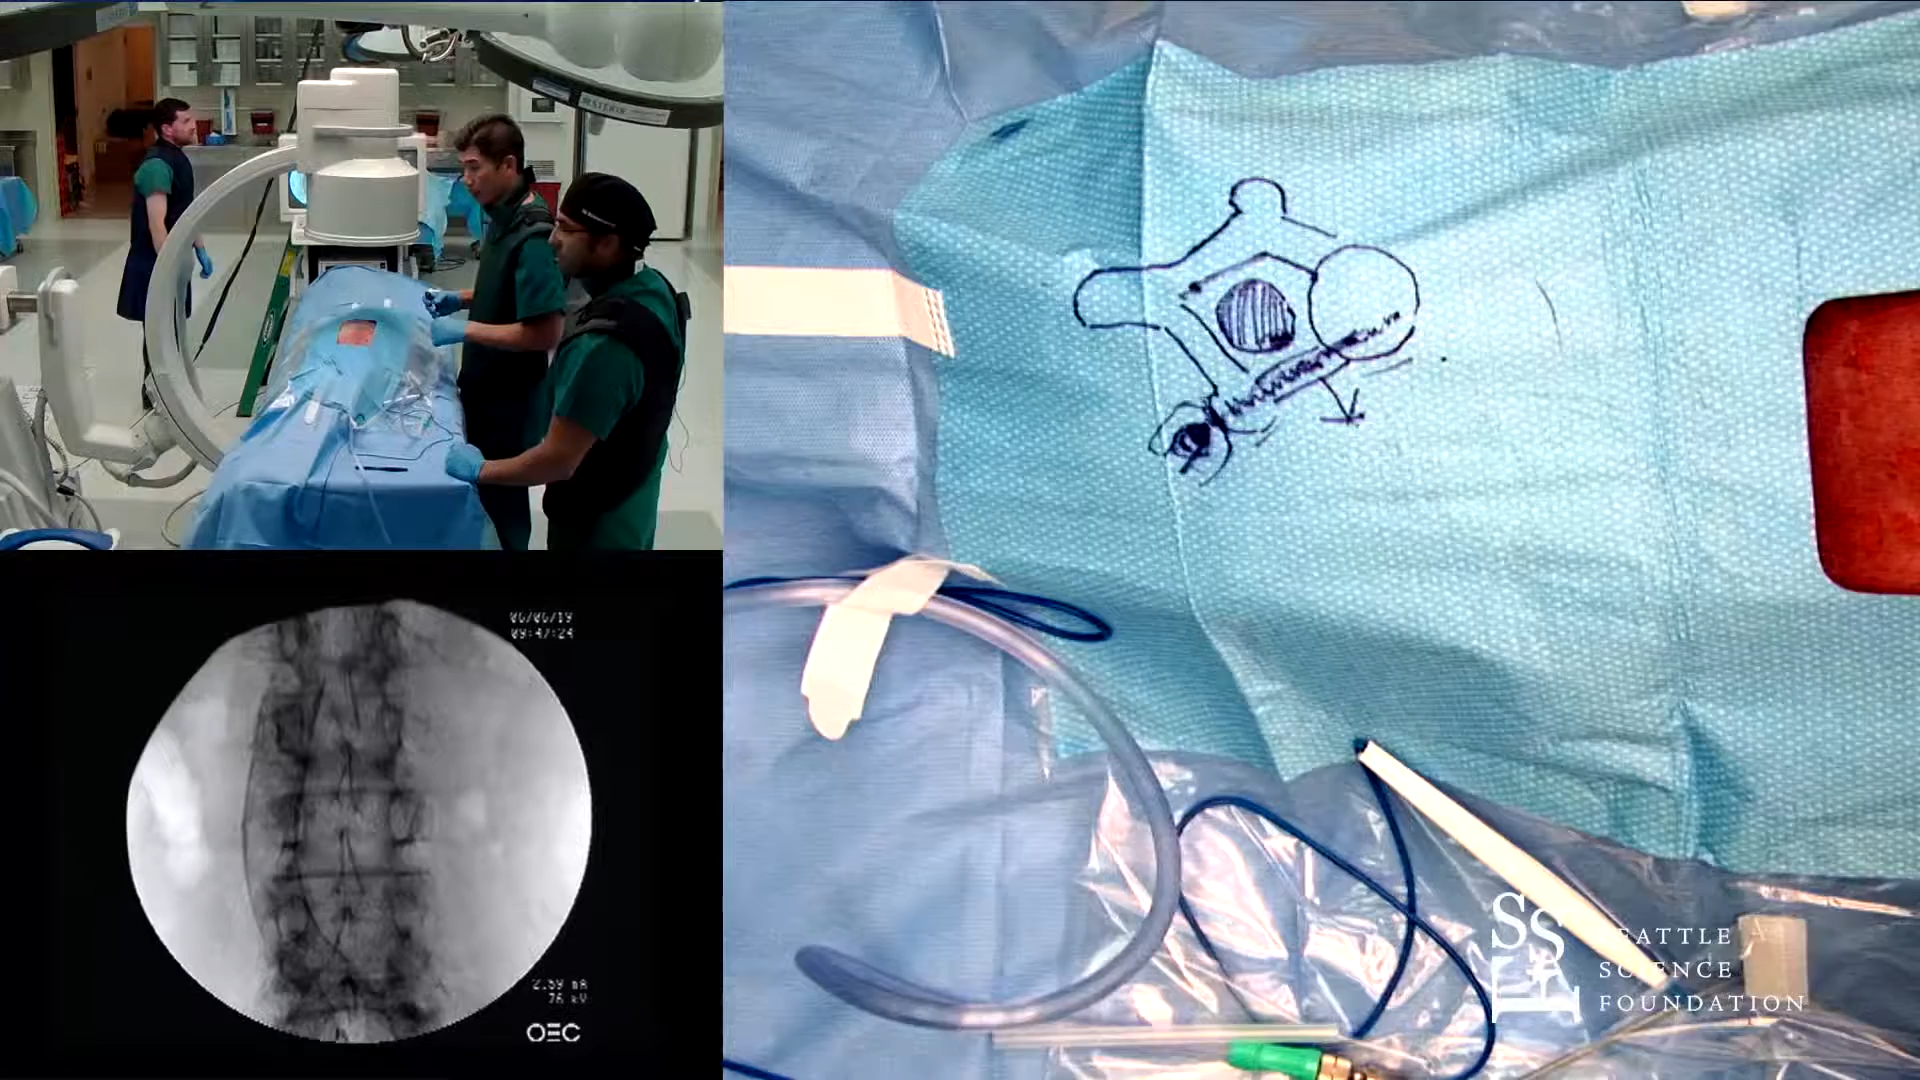 STERIS
06/06/19
09:47:24
2.59 mA
76 kV
OEC
SSF
SEATTLE
SCIENCE
FOUNDATION